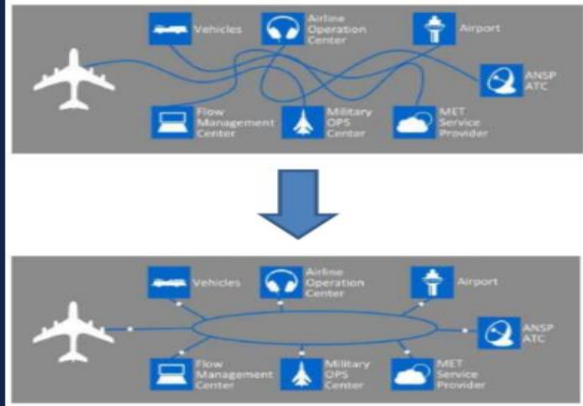 Vehicles
Airline
Operation
Center
Airport
ANSP
ATC
Flow
Management
Center
Military
OPS
Center
MET
Service
Provider
Vehicles
Airline
Operation
Center
Airport
ANSP
ATC
Flow
Management
Center
Military
OPS
Center
MET
Service
Provider